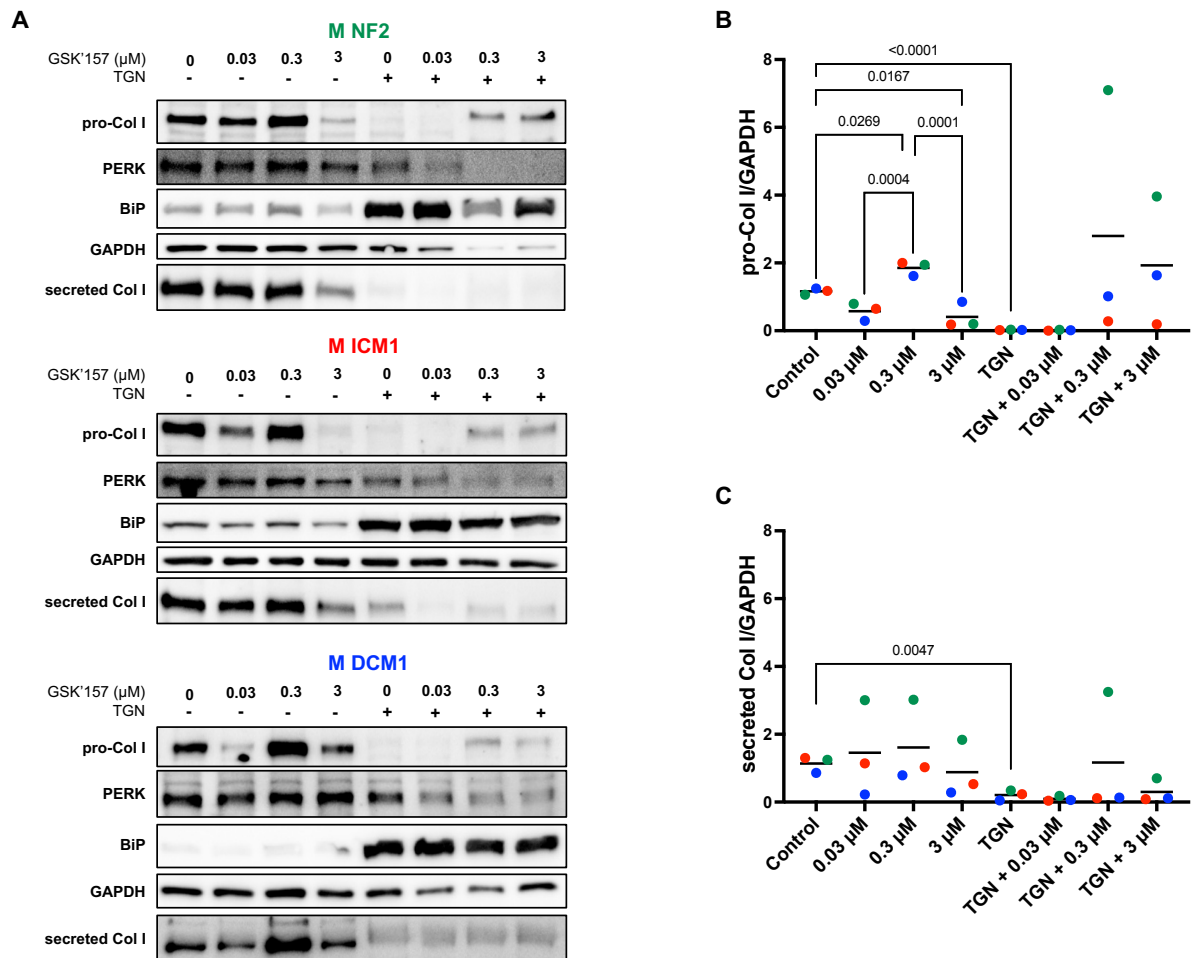 A
M NF2
GSK'157 (µM) 0 0.03 0.3 3 0 0.03 0.3 3
TGN - - - - + + + +
pro-Col I
PERK
BiP
GAPDH
secreted Col I
M ICM1
GSK'157 (µM) 0 0.03 0.3 3 0 0.03 0.3 3
TGN - - - - + + + +
pro-Col I
PERK
BiP
GAPDH
secreted Col I
M DCM1
GSK'157 (µM) 0 0.03 0.3 3 0 0.03 0.3 3
TGN - - - - + + + +
pro-Col I
PERK
BiP
GAPDH
secreted Col I
B
pro-Col I/GAPDH
8
6
4
2
0
<0.0001
0.0167
0.0269 0.0001
0.0004
Control
0.03 µM
0.3 µM
3 µM
TGN
TGN + 0.03 µM
TGN + 0.3 µM
TGN + 3 µM
C
secreted Col I/GAPDH
8
6
4
2
0
0.0047
Control
0.03 µM
0.3 µM
3 µM
TGN
TGN + 0.03 µM
TGN + 0.3 µM
TGN + 3 µM